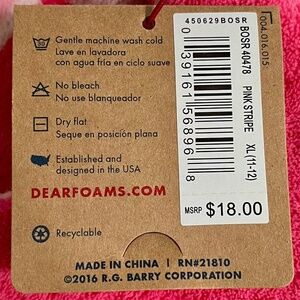 Gentle machine wash cold
Lave en lavadora
con agua fría en ciclo suave
No bleach
No use blanqueador
Dry flat
Seque en posición plana
Established and
designed in the USA
DEARFOAMS.COM
Recyclable
MADE IN CHINA | RN#21810
©2016 R.G. BARRY CORPORATION
450629BOSR
0 39161 56896 8
BOSR 40478
PINK STRIPE XL (11-12)
MSRP $18.00
004.016.015